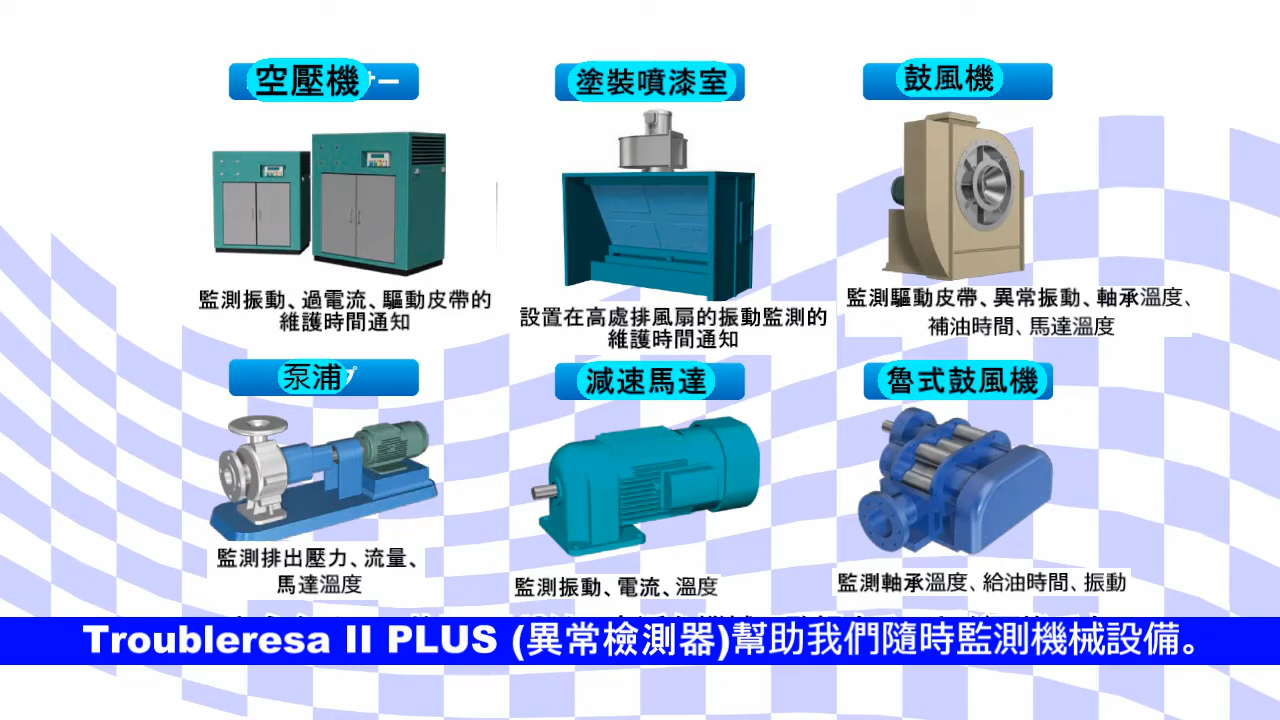 空壓機 ー
塗裝噴漆室
鼓風機
監測振動、過電流、驅動皮帶的
維護時間通知
設置在高處排風扇的振動監測的
維護時間通知
監測驅動皮帶、異常振動、軸承溫度、
補油時間、馬達溫度
泵浦プ
減速馬達
魯式鼓風機
監測排出壓力、流量、
馬達溫度
監測振動、電流、溫度
監測軸承溫度、給油時間、振動
Troubleresa II PLUS (異常檢測器)幫助我們隨時監測機械設備。